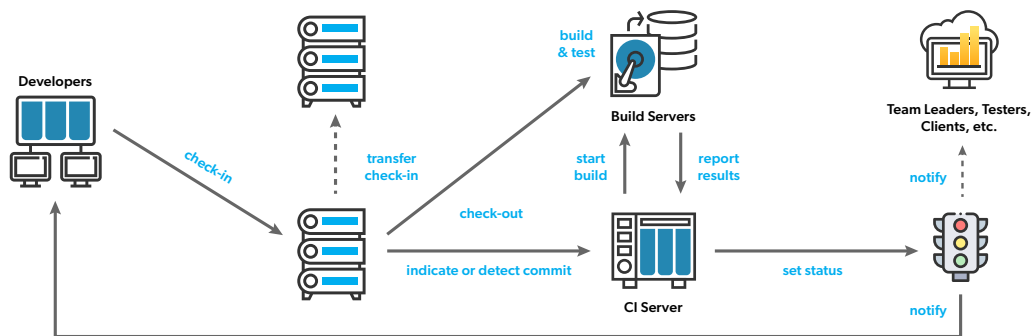 Developers
check-in
transfer
check-in
build
& test
Build Servers
check-out
start
build
report
results
indicate or detect commit
CI Server
set status
Team Leaders, Testers,
Clients, etc.
notify
notify